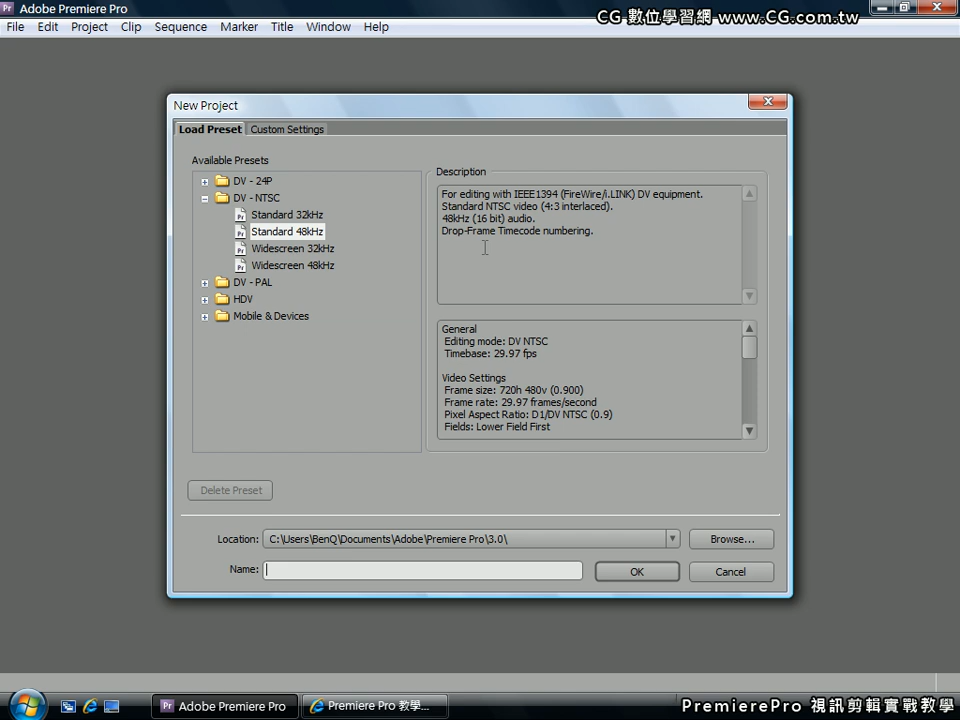 Adobe Premiere Pro
CG 數位學習網 www.CG.com.tw
File Edit Project Clip Sequence Marker Title Window Help
New Project
Load Preset Custom Settings
Available Presets
DV - 24P
DV - NTSC
Standard 32kHz
Standard 48kHz
Widescreen 32kHz
Widescreen 48kHz
DV - PAL
HDV
Mobile & Devices
Description
For editing with IEEE1394 (FireWire/i.LINK) DV equipment.
Standard NTSC video (4:3 interlaced).
48kHz (16 bit) audio.
Drop-Frame Timecode numbering.
General
Editing mode: DV NTSC
Timebase: 29.97 fps
Video Settings
Frame size: 720h 480v (0.900)
Frame rate: 29.97 frames/second
Pixel Aspect Ratio: D1/DV NTSC (0.9)
Fields: Lower Field First
Delete Preset
Location: C:\Users\BenQ\Documents\Adobe\Premiere Pro\3.0\ Browse...
Name: OK Cancel
Adobe Premiere Pro
Premiere Pro 教學...
PremierePro 視訊剪輯實戰教學